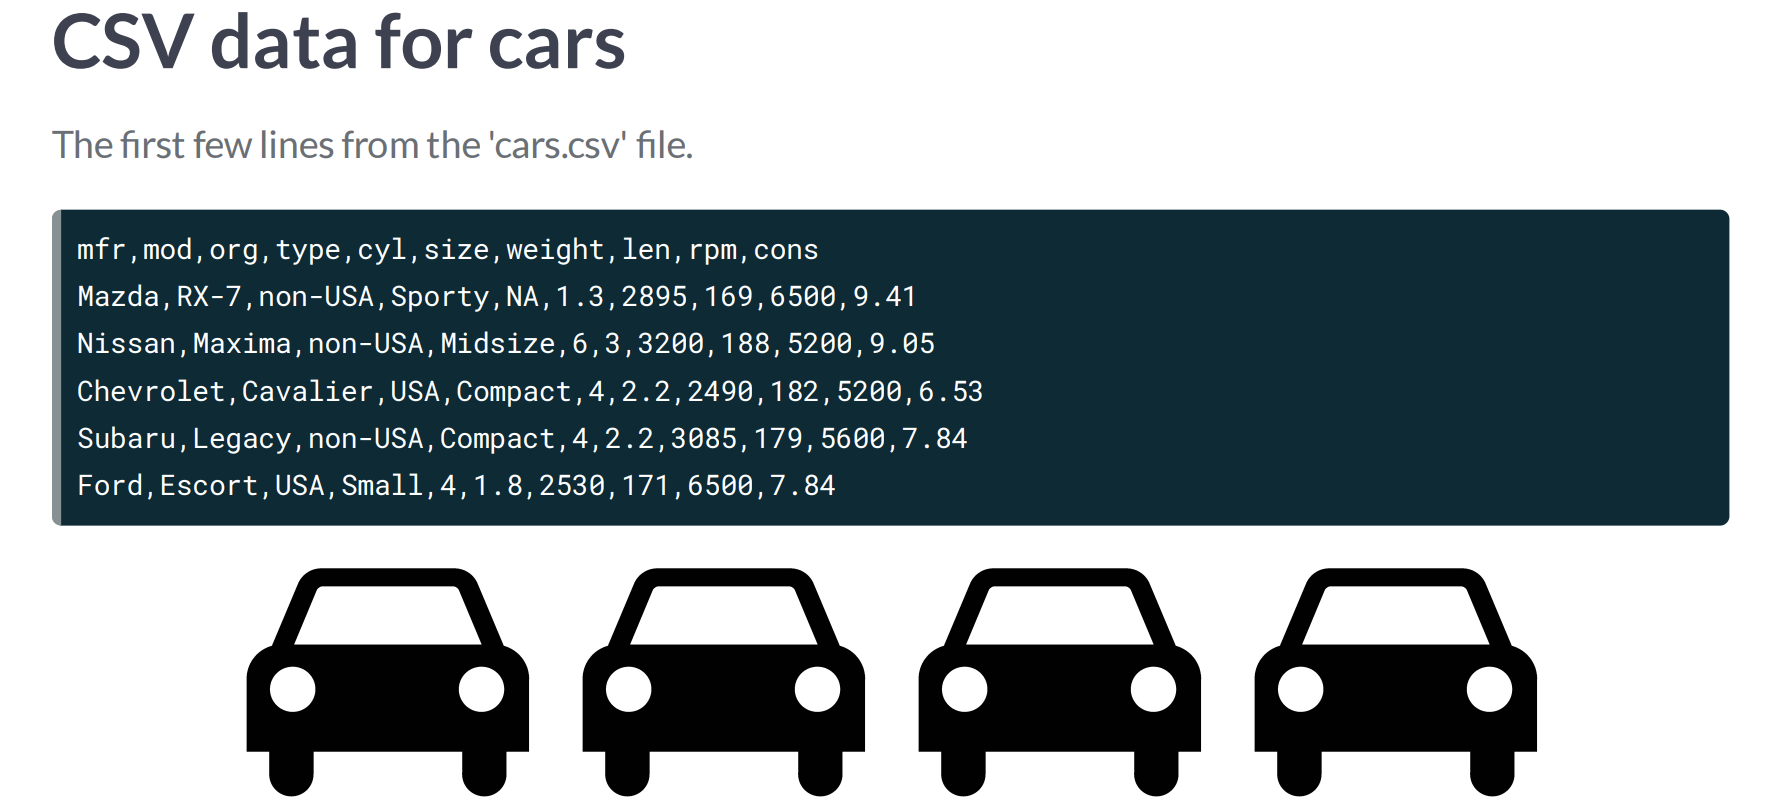 CSV data for cars
The first few lines from the 'cars.csv' file.
mfr,mod,org,type,cyl,size,weight,len,rpm,cons
Mazda,RX-7,non-USA,Sporty,NA,1.3,2895,169,6500,9.41
Nissan,Maxima,non-USA,Midsize,6,3,3200,188,5200,9.05
Chevrolet,Cavalier,USA,Compact,4,2.2,2490,182,5200,6.53
Subaru,Legacy,non-USA,Compact,4,2.2,3085,179,5600,7.84
Ford,Escort,USA,Small,4,1.8,2530,171,6500,7.84